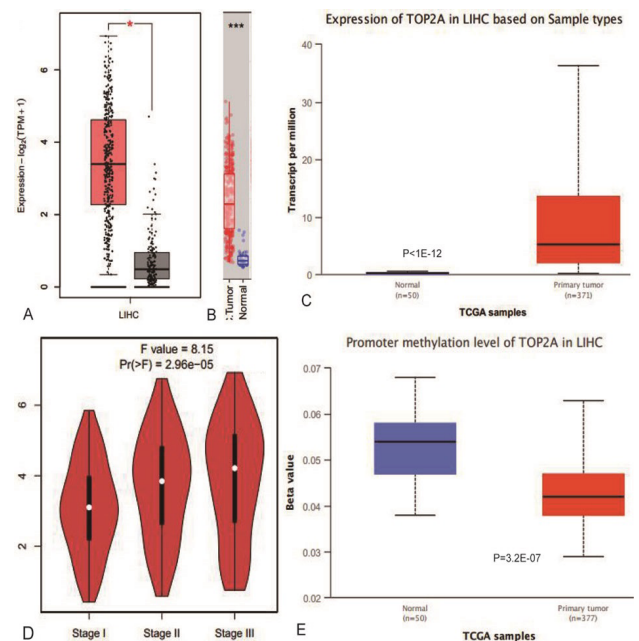 Expression – log₂(TPM + 1)
6
4
2
0
*
LIHC
A
***
Tumor
Normal
B
Expression of TOP2A in LIHC based on Sample types
Transcript per million
40
30
20
10
0
P<1E-12
Normal
(n=50)
Primary tumor
(n=371)
TCGA samples
C
F value = 8.15
Pr(>F) = 2.96e−05
6
4
2
Stage I
Stage II
Stage III
D
Promoter methylation level of TOP2A in LIHC
Beta value
0.07
0.06
0.05
0.04
0.03
0.02
P=3.2E-07
Normal
(n=50)
Primary tumor
(n=377)
TCGA samples
E